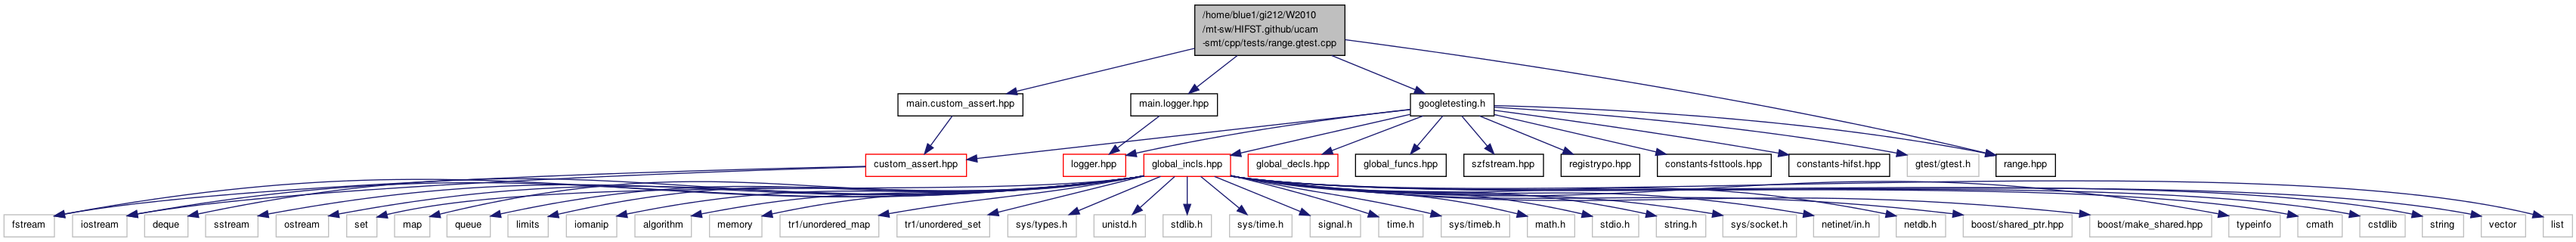 /home/blue1/gi212/W2010
/mt-sw/HIFST.github/ucam
-smt/cpp/tests/range.gtest.cpp
main.custom_assert.hpp
main.logger.hpp
googletesting.h
custom_assert.hpp
logger.hpp
global_incls.hpp
global_decls.hpp
global_funcs.hpp
szfstream.hpp
registrypo.hpp
constants-fsttools.hpp
constants-hifst.hpp
gtest/gtest.h
range.hpp
fstream
iostream
deque
sstream
ostream
set
map
queue
limits
iomanip
algorithm
memory
tr1/unordered_map
tr1/unordered_set
sys/types.h
unistd.h
stdlib.h
sys/time.h
signal.h
time.h
sys/timeb.h
math.h
stdio.h
string.h
sys/socket.h
netinet/in.h
netdb.h
boost/shared_ptr.hpp
boost/make_shared.hpp
typeinfo
cmath
cstdlib
string
vector
list